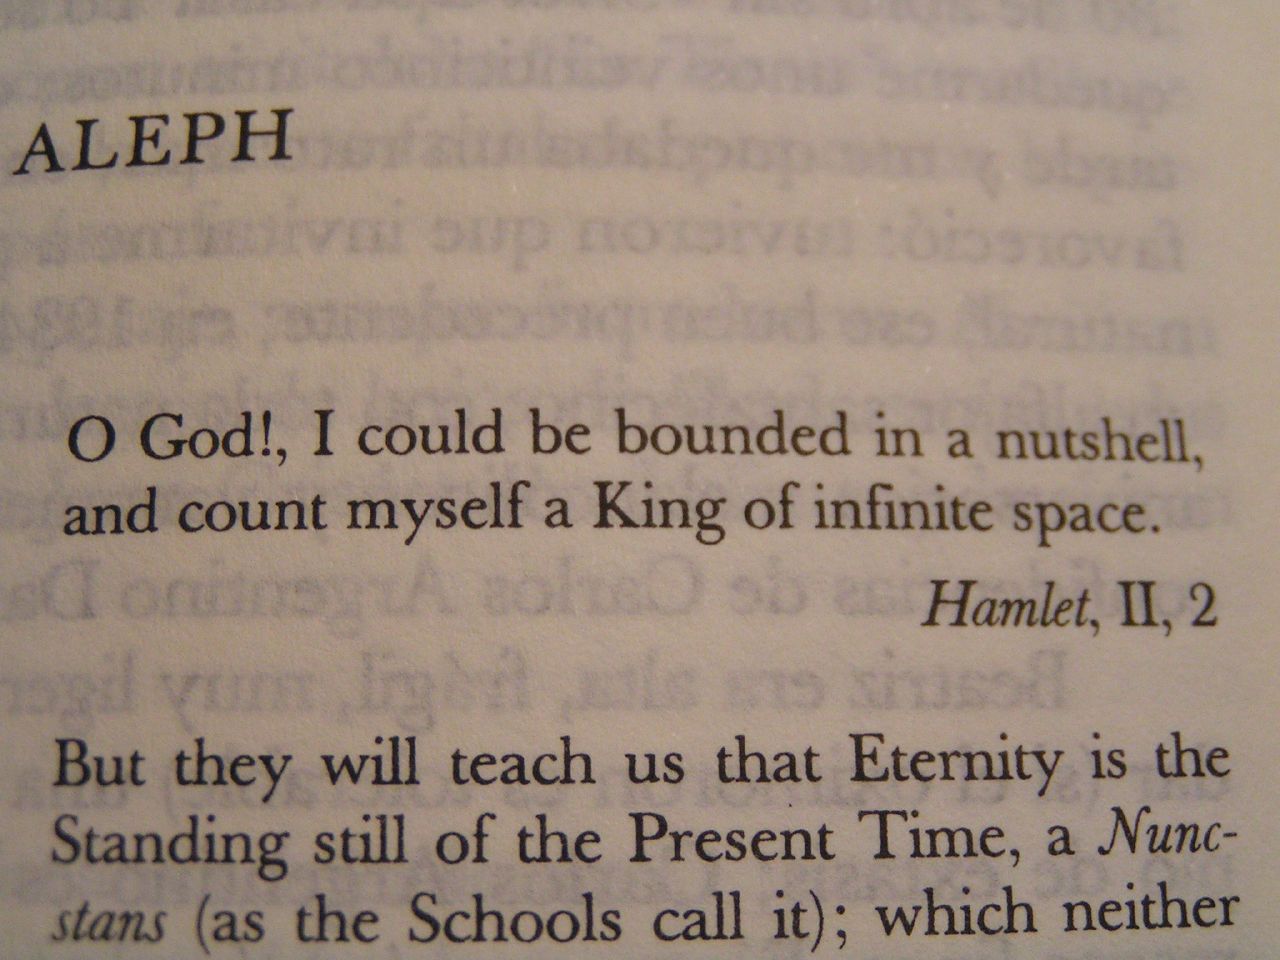 ALEPH
O God!, I could be bounded in a nutshell,
and count myself a King of infinite space.
Hamlet, II, 2
But they will teach us that Eternity is the
Standing still of the Present Time, a Nunc-
stans (as the Schools call it); which neither